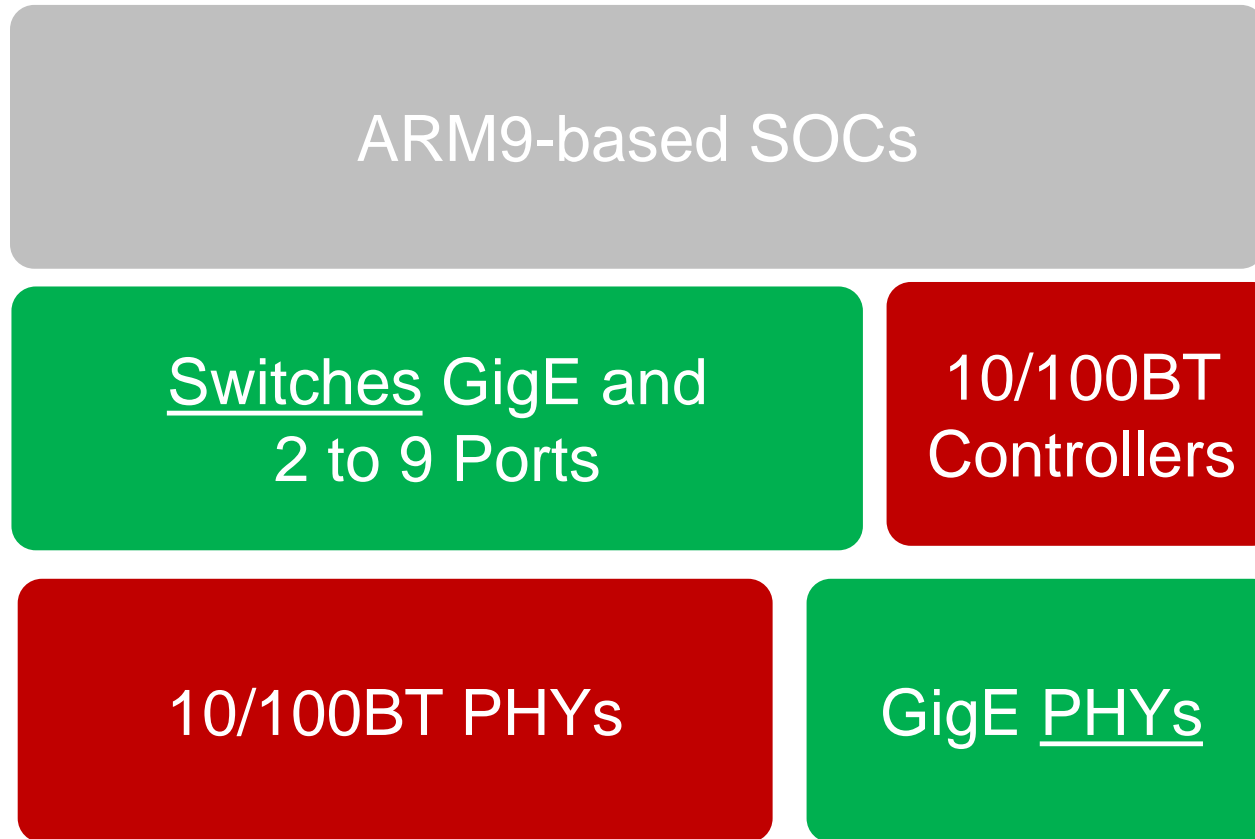 ARM9-based SOCs
Switches GigE and
2 to 9 Ports
10/100BT
Controllers
10/100BT PHYs
GigE PHYs